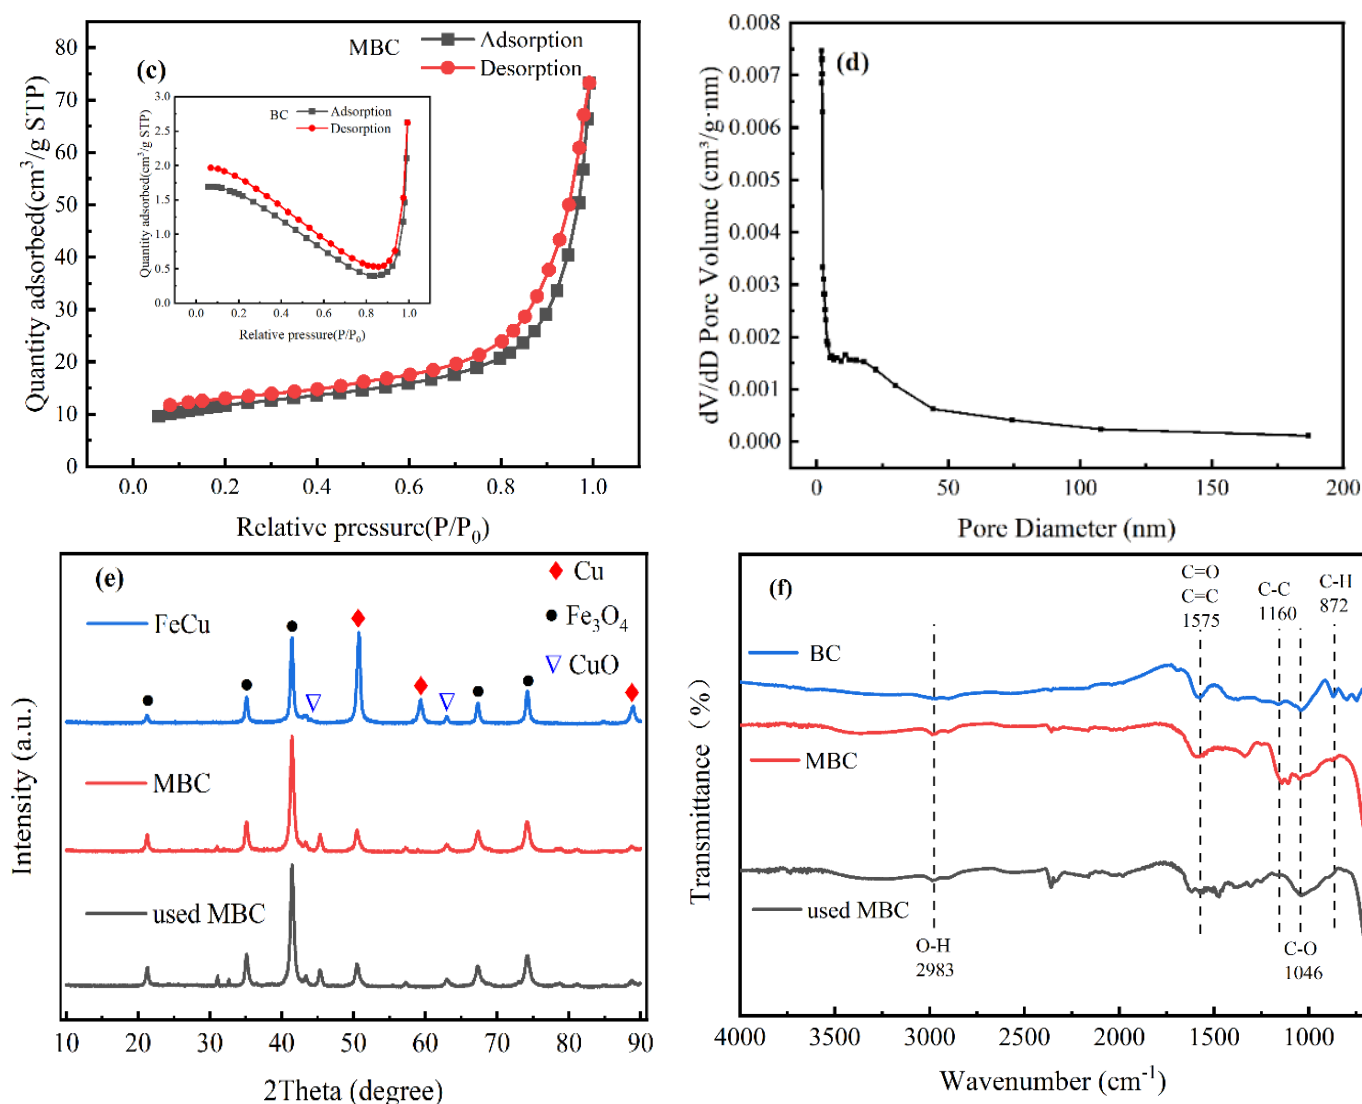 (c)
MBC
Adsorption
Desorption
80
70
60
50
40
30
20
10
0
Quantity adsorbed(cm³/g STP)
0.0 0.2 0.4 0.6 0.8 1.0
Relative pressure(P/P₀)
BC
Adsorption
Desorption
3.0
2.5
2.0
1.5
1.0
0.5
0.0
Quantity adsorbed(cm³/g STP)
0.0 0.2 0.4 0.6 0.8 1.0
Relative pressure(P/P₀)
(d)
0.008
0.007
0.006
0.005
0.004
0.003
0.002
0.001
0.000
dV/dD Pore Volume (cm³/g·nm)
0 50 100 150 200
Pore Diameter (nm)
(e)
Cu
Fe₃O₄
CuO
FeCu
MBC
used MBC
Intensity (a.u.)
10 20 30 40 50 60 70 80 90
2Theta (degree)
(f)
C=O
C=C
1575
C-C
1160
C-H
872
BC
MBC
used MBC
O-H
2983
C-O
1046
Transmittance（%）
4000 3500 3000 2500 2000 1500 1000
Wavenumber (cm⁻¹)